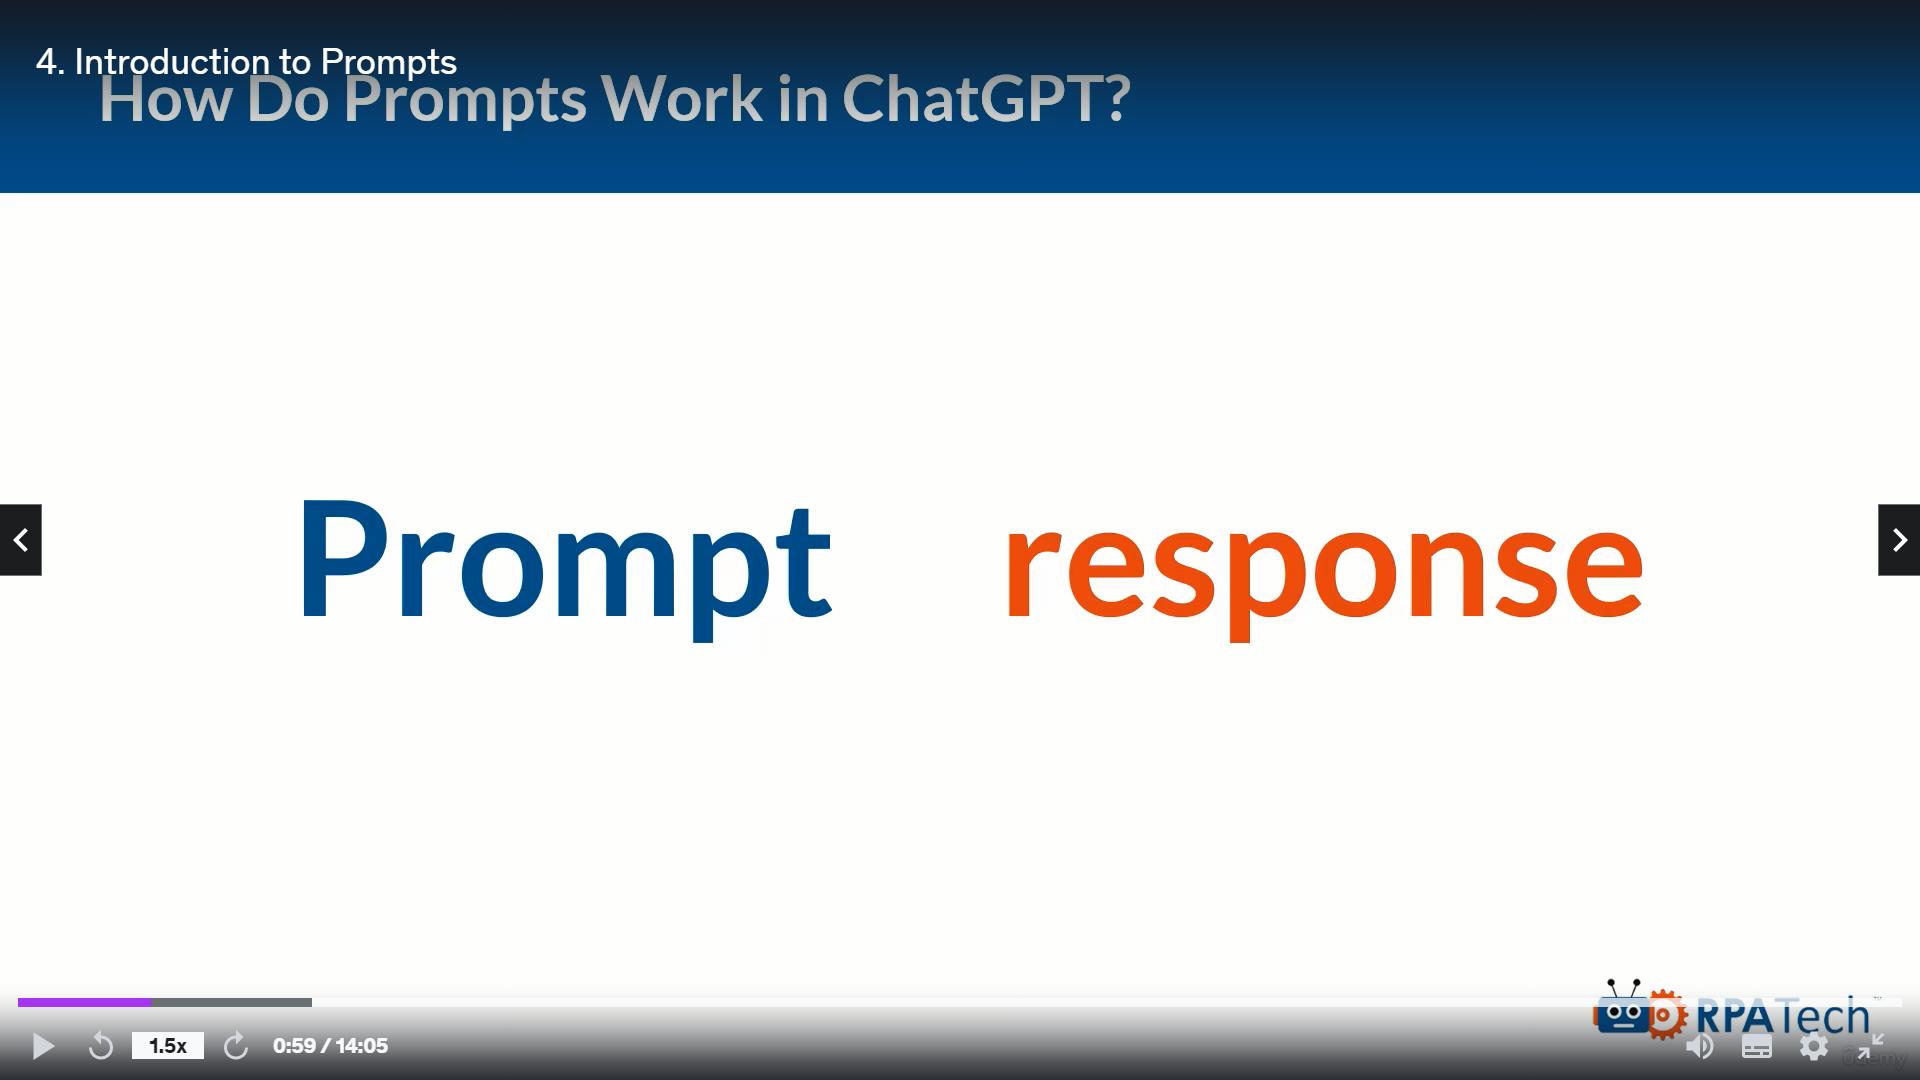 4. Introduction to Prompts
How Do Prompts Work in ChatGPT?
Prompt response
RPATech
1.5x
0:59 / 14:05
udemy